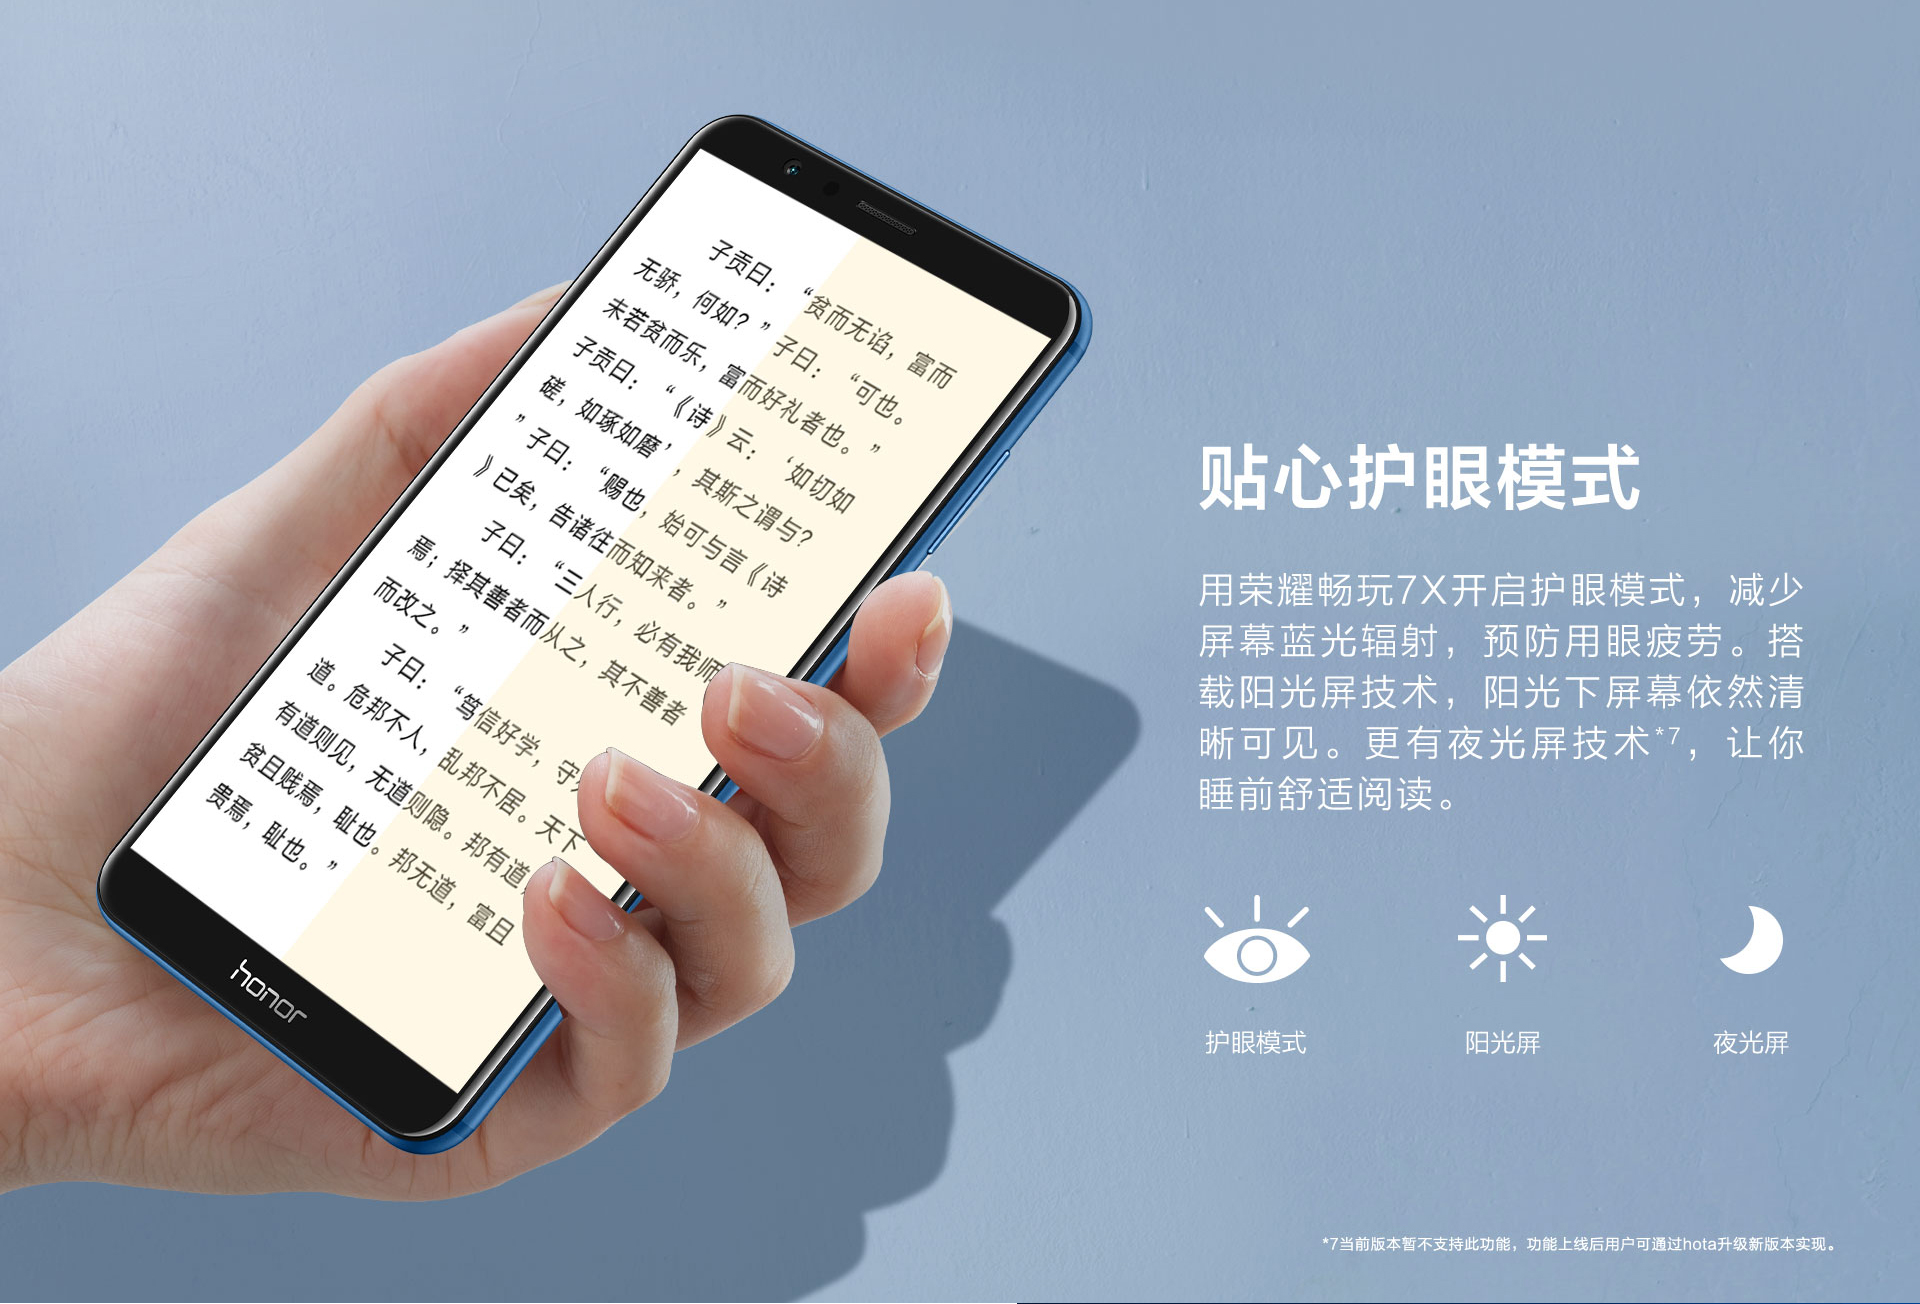 子贡曰：“贫而无谄，富而
无骄，何如？”子曰：“可也。
未若贫而乐，富而好礼者也。”
子贡曰：“《诗》云：‘如切如
磋，如琢如磨’，其斯之谓与？
”子曰：“赐也，始可与言《诗
》已矣，告诸往而知来者。”
子曰：“三人行，必有我师
焉；择其善者而从之，其不善者
而改之。”
子曰：“笃信好学，守
道。危邦不入，乱邦不居。天下
有道则见，无道则隐。邦有道，
贫且贱焉，耻也。邦无道，富且
贵焉，耻也。”
honor
贴心护眼模式
用荣耀畅玩7X开启护眼模式，减少
屏幕蓝光辐射，预防用眼疲劳。搭
载阳光屏技术，阳光下屏幕依然清
晰可见。更有夜光屏技术*7，让你
睡前舒适阅读。
护眼模式
阳光屏
夜光屏
*7当前版本暂不支持此功能，功能上线后用户可通过hota升级新版本实现。